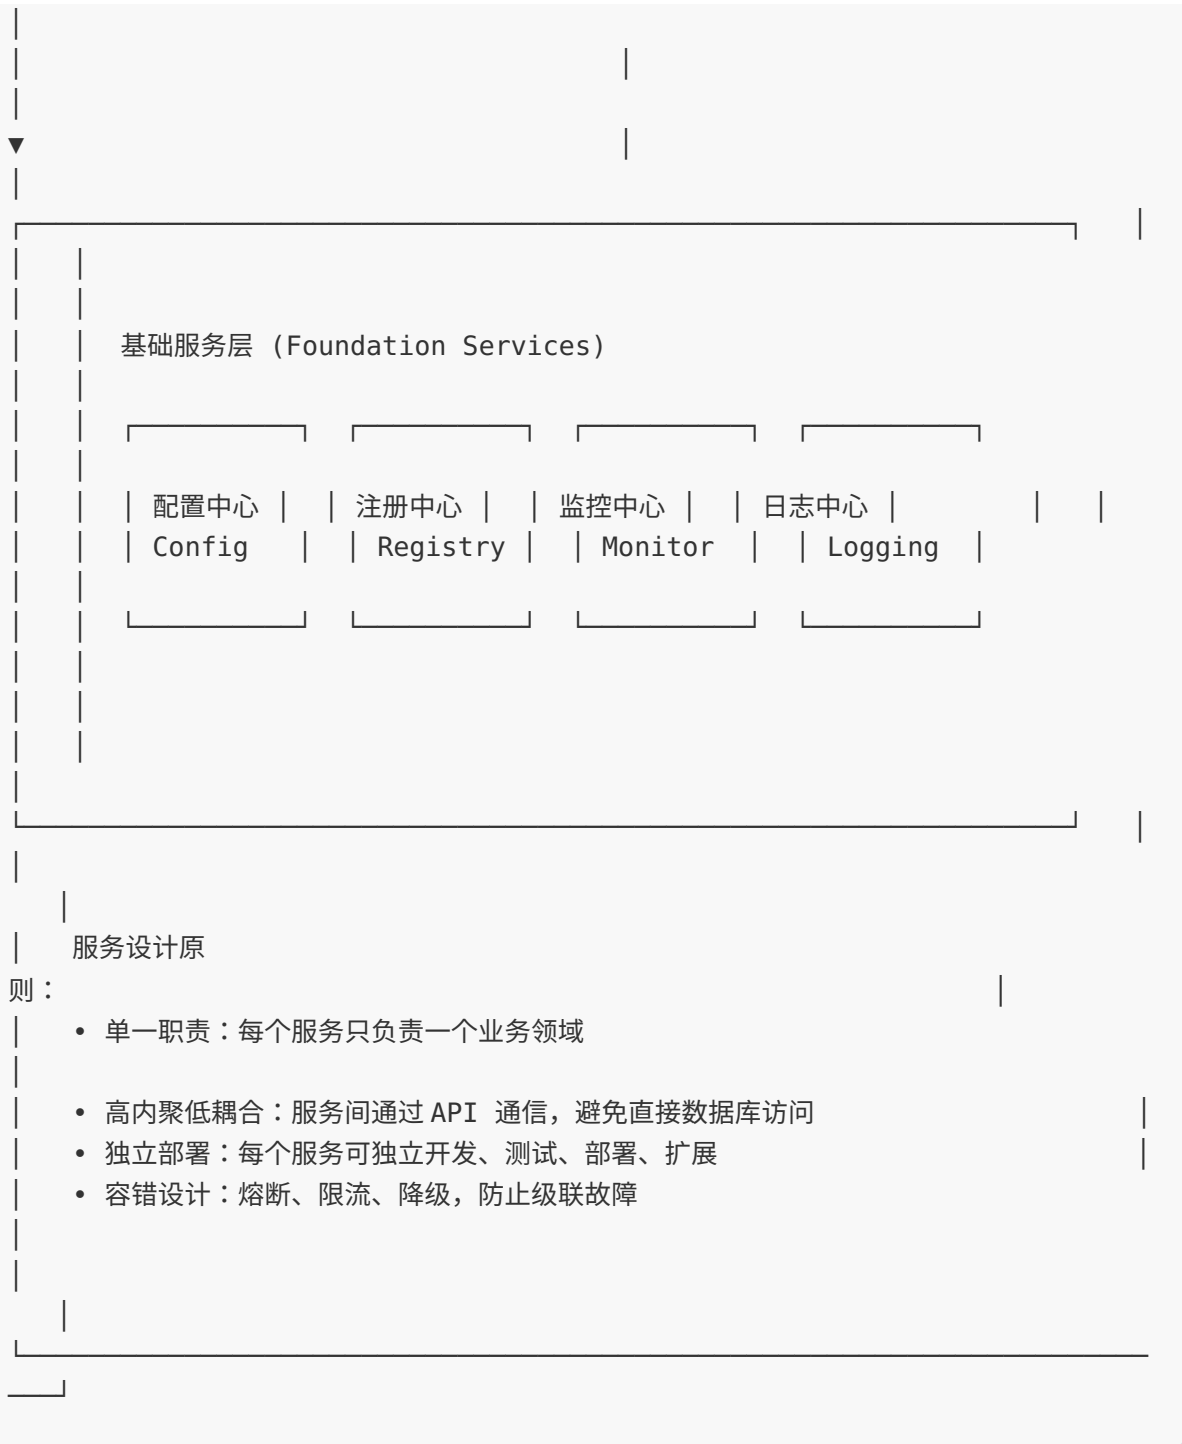 基础服务层 (Foundation Services)
配置中心 注册中心 监控中心 日志中心
Config Registry Monitor Logging
服务设计原
则：
• 单一职责：每个服务只负责一个业务领域
• 高内聚低耦合：服务间通过 API 通信，避免直接数据库访问
• 独立部署：每个服务可独立开发、测试、部署、扩展
• 容错设计：熔断、限流、降级，防止级联故障